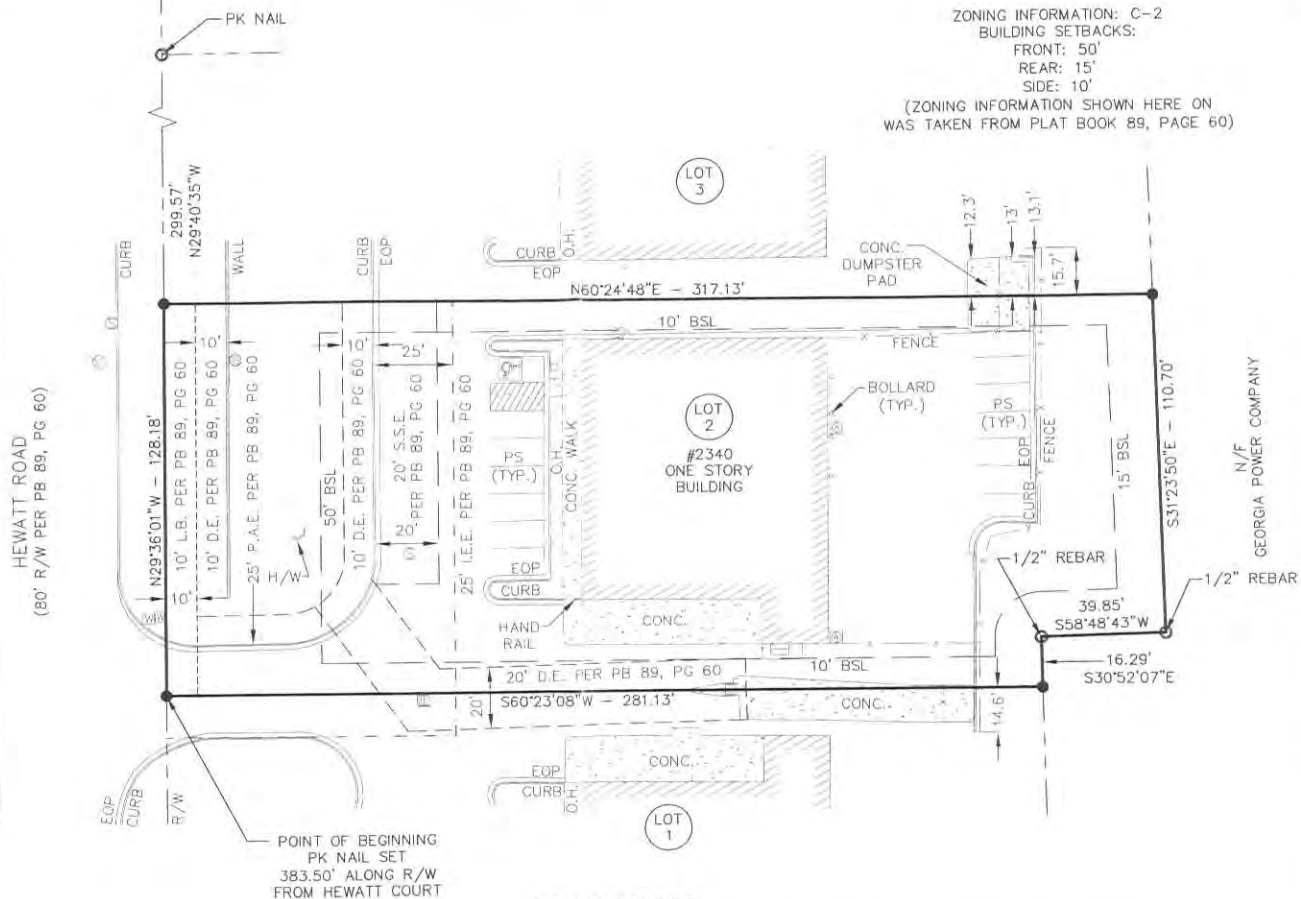 PK NAIL
ZONING INFORMATION: C-2
BUILDING SETBACKS:
FRONT: 50'
REAR: 15'
SIDE: 10'
(ZONING INFORMATION SHOWN HERE ON
WAS TAKEN FROM PLAT BOOK 89, PAGE 60)
299.57'
N29°40'35"W
CURB
WALL
CURB
EOP
CURB
EOP
O.H.
LOT
3
CONC.
DUMPSTER
PAD
12.3'
13'
13.1'
15.7'
N60°24'48"E - 317.13'
10' BSL
FENCE
HEWATT ROAD
(80' R/W PER PB 89, PG 60)
N29°36'01"W - 128.18'
10'
10' L.B. PER PB 89, PG 60
10'
10' D.E. PER PB 89, PG 60
25' P.A.E. PER PB 89, PG 60
50' BSL
H/W
10'
10' D.E. PER PB 89, PG 60
25'
20' S.S.E.
PER PB 89, PG 60
20'
25' I.E.E. PER PB 89, PG 60
PS
(TYP.)
O.H.
CONC. WALK
LOT
2
#2340
ONE STORY
BUILDING
BOLLARD
(TYP.)
PS
(TYP.)
CURB
EOP
FENCE
15' BSL
S31°23'50"E - 110.70'
N/F
GEORGIA POWER COMPANY
EOP
CURB
HAND
RAIL
CONC.
1/2" REBAR
1/2" REBAR
39.85'
S58°48'43"W
16.29'
S30°52'07"E
10' BSL
20' D.E. PER PB 89, PG 60
20'
S60°23'08"W - 281.13'
CONC.
14.6'
EOP
CURB
R/W
EOP
CURB
O.H.
CONC.
LOT
1
POINT OF BEGINNING
PK NAIL SET
383.50' ALONG R/W
FROM HEWATT COURT